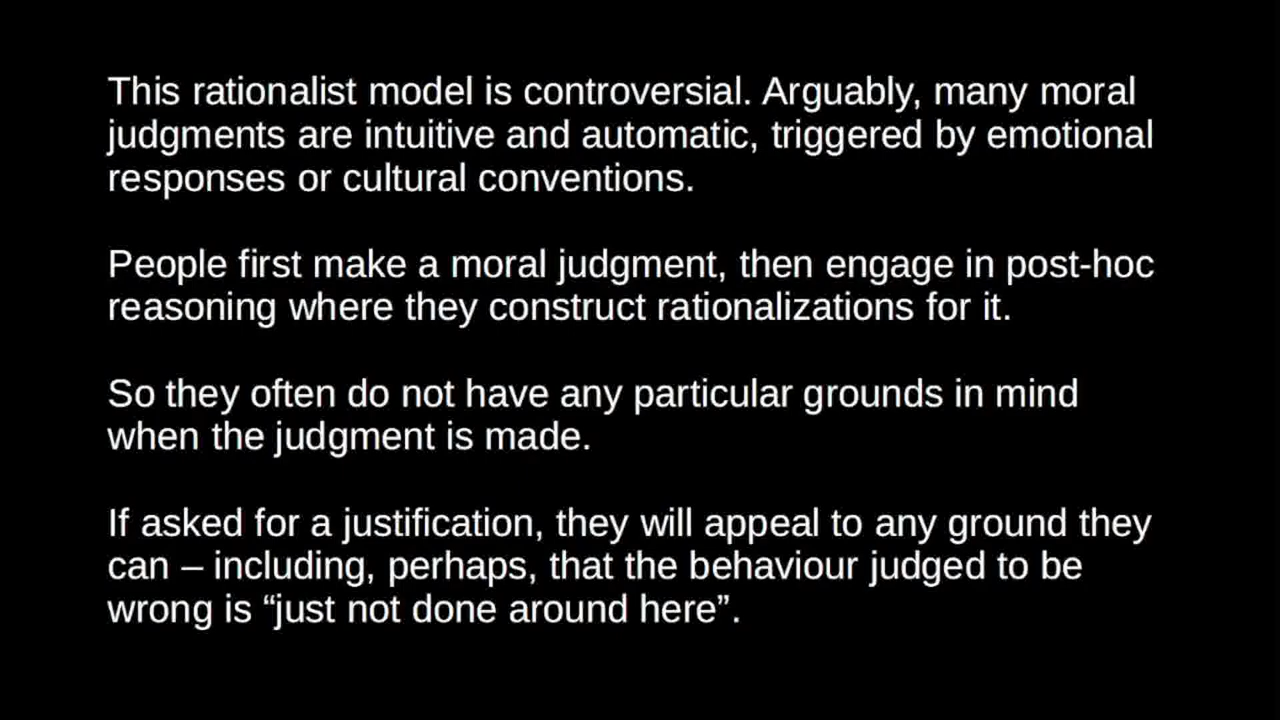 This rationalist model is controversial. Arguably, many moral
judgments are intuitive and automatic, triggered by emotional
responses or cultural conventions.
People first make a moral judgment, then engage in post-hoc
reasoning where they construct rationalizations for it.
So they often do not have any particular grounds in mind
when the judgment is made.
If asked for a justification, they will appeal to any ground they
can – including, perhaps, that the behaviour judged to be
wrong is “just not done around here”.